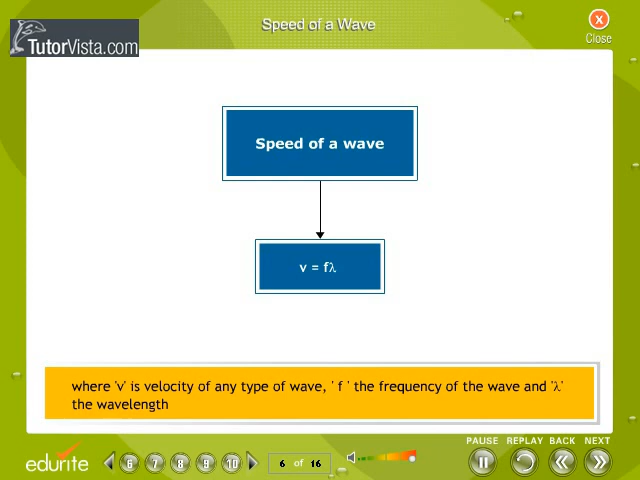 Speed of a Wave
X
Close
TutorVista.com
Speed of a wave
v = fλ
where 'v' is velocity of any type of wave, ' f ' the frequency of the wave and 'λ'
the wavelength
PAUSE REPLAY BACK NEXT
edurite
6 7 8 9 10
6 of 16